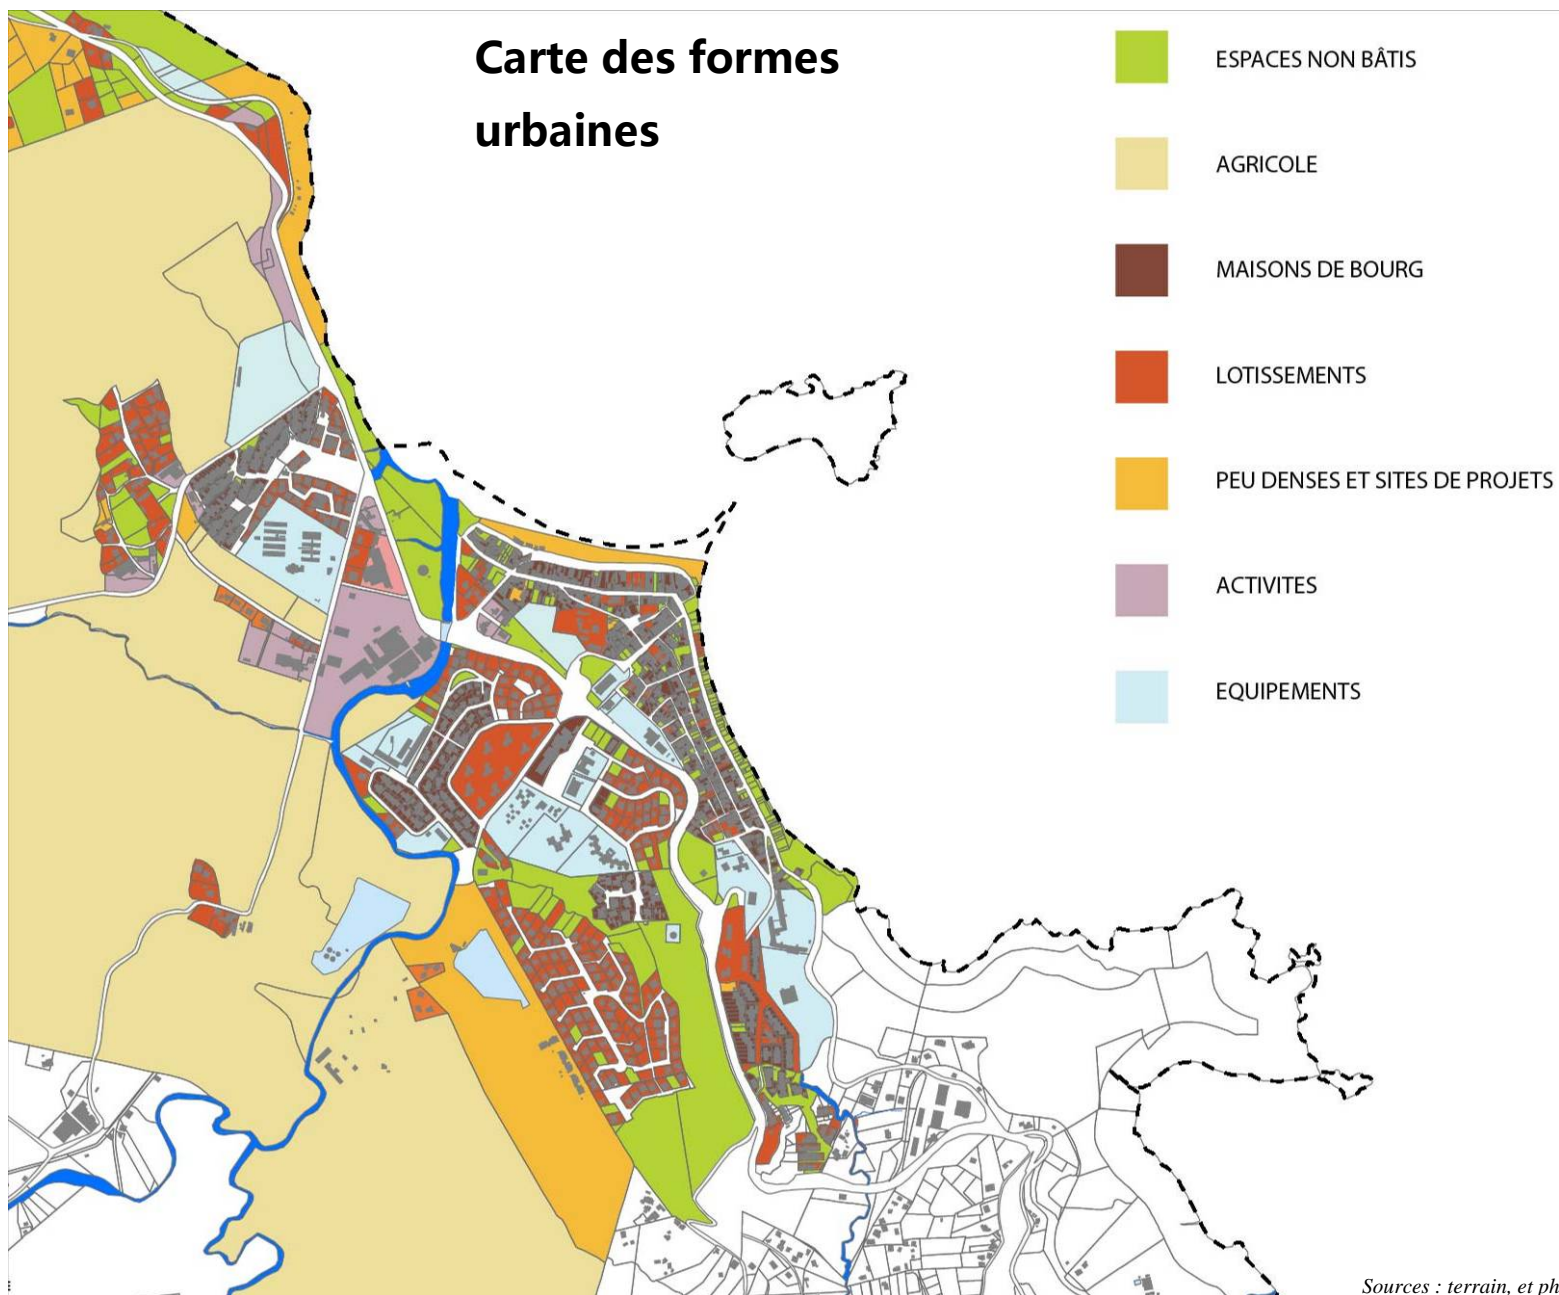 Carte des formes
urbaines
ESPACES NON BÂTIS
AGRICOLE
MAISONS DE BOURG
LOTISSEMENTS
PEU DENSES ET SITES DE PROJETS
ACTIVITES
EQUIPEMENTS
Sources : terrain, et ph